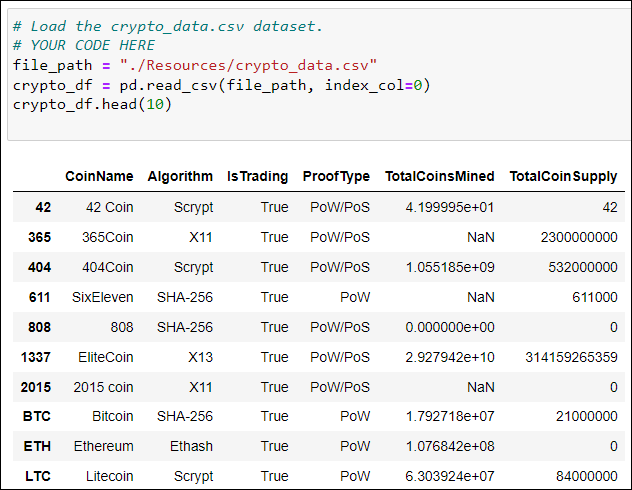 # Load the crypto_data.csv dataset.
# YOUR CODE HERE
file_path = "./Resources/crypto_data.csv"
crypto_df = pd.read_csv(file_path, index_col=0)
crypto_df.head(10)
CoinName Algorithm IsTrading ProofType TotalCoinsMined TotalCoinSupply
42 42 Coin Scrypt True PoW/PoS 4.199995e+01 42
365 365Coin X11 True PoW/PoS NaN 2300000000
404 404Coin Scrypt True PoW/PoS 1.055185e+09 532000000
611 SixEleven SHA-256 True PoW NaN 611000
808 808 SHA-256 True PoW/PoS 0.000000e+00 0
1337 EliteCoin X13 True PoW/PoS 2.927942e+10 314159265359
2015 2015 coin X11 True PoW/PoS NaN 0
BTC Bitcoin SHA-256 True PoW 1.792718e+07 21000000
ETH Ethereum Ethash True PoW 1.076842e+08 0
LTC Litecoin Scrypt True PoW 6.303924e+07 84000000